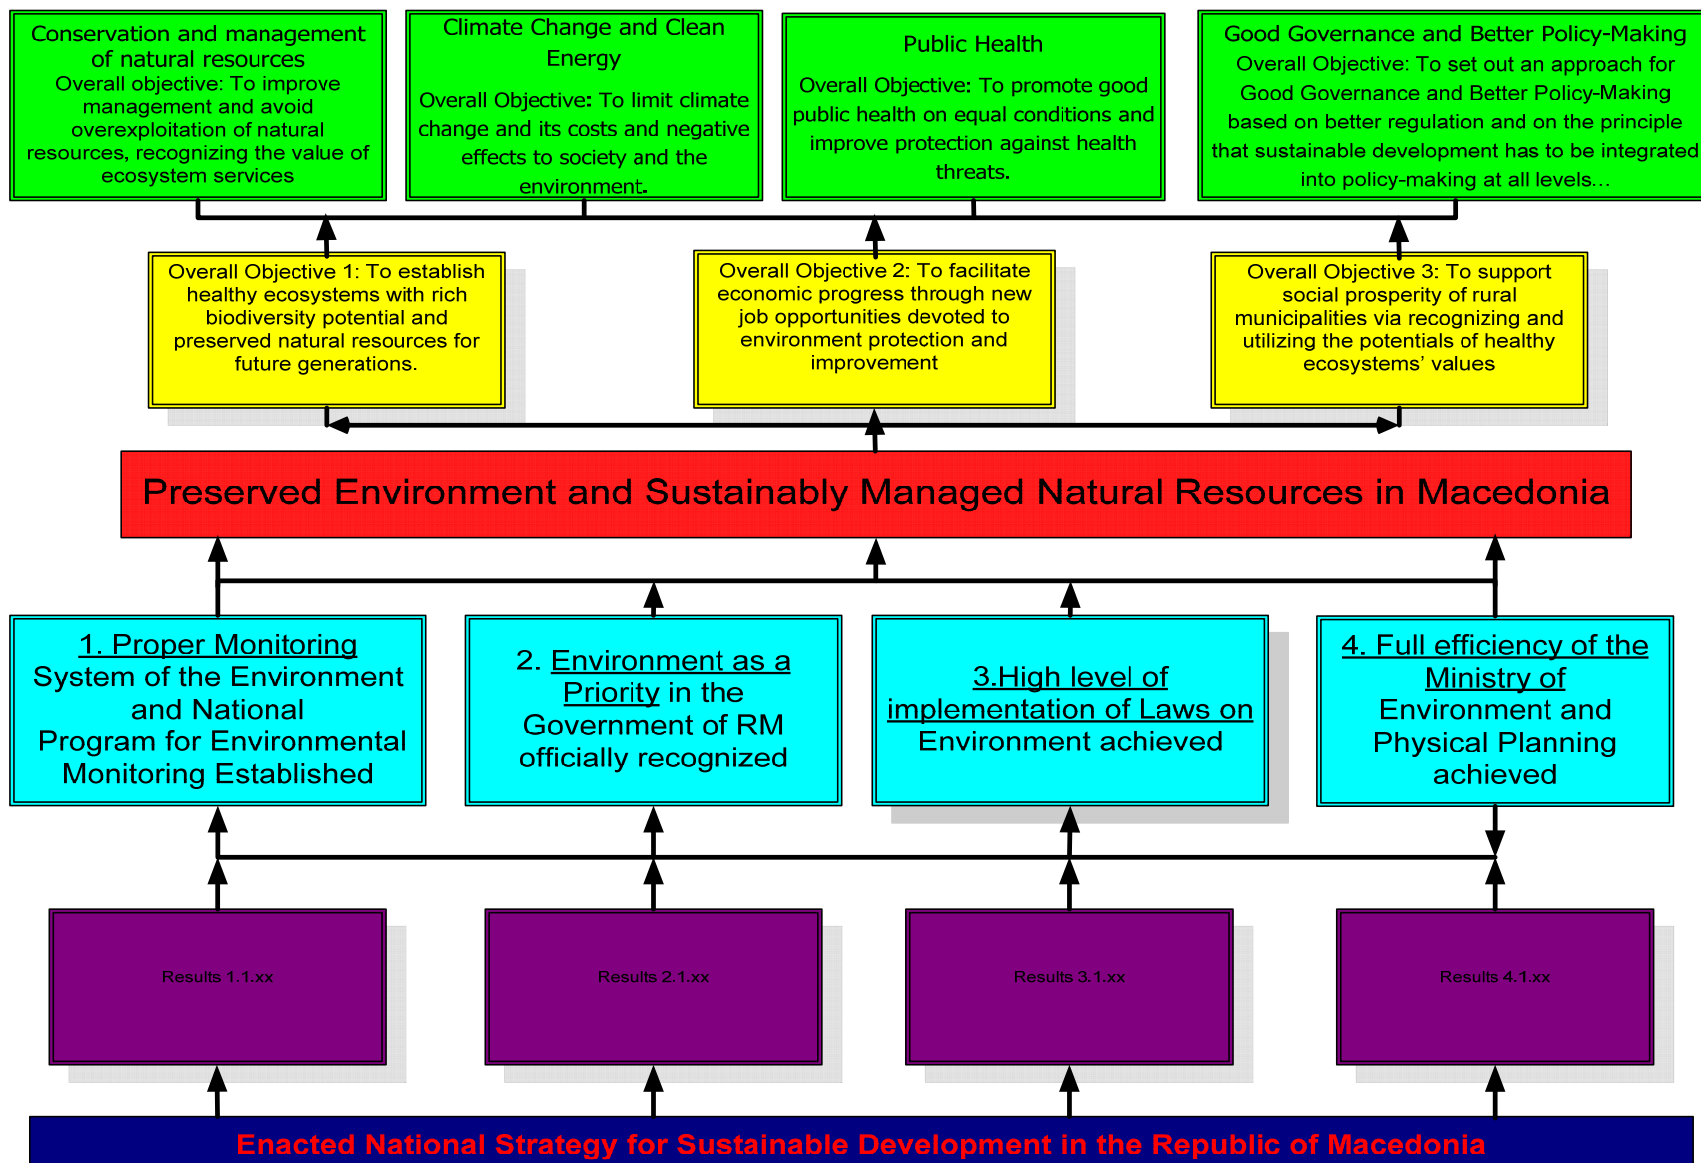 Conservation and management
of natural resources
Overall objective: To improve
management and avoid
overexploitation of natural
resources, recognizing the value of
ecosystem services
Climate Change and Clean
Energy
Overall Objective: To limit climate
change and its costs and negative
effects to society and the
environment.
Public Health
Overall Objective: To promote good
public health on equal conditions and
improve protection against health
threats.
Good Governance and Better Policy-Making
Overall Objective: To set out an approach for
Good Governance and Better Policy-Making
based on better regulation and on the principle
that sustainable development has to be integrated
into policy-making at all levels...
Overall Objective 1: To establish
healthy ecosystems with rich
biodiversity potential and
preserved natural resources for
future generations.
Overall Objective 2: To facilitate
economic progress through new
job opportunities devoted to
environment protection and
improvement
Overall Objective 3: To support
social prosperity of rural
municipalities via recognizing and
utilizing the potentials of healthy
ecosystems’ values
Preserved Environment and Sustainably Managed Natural Resources in Macedonia
1. Proper Monitoring
System of the Environment
and National
Program for Environmental
Monitoring Established
2. Environment as a
Priority in the
Government of RM
officially recognized
3.High level of
implementation of Laws on
Environment achieved
4. Full efficiency of the
Ministry of
Environment and
Physical Planning
achieved
Results 1.1.xx
Results 2.1.xx
Results 3.1.xx
Results 4.1.xx
Enacted National Strategy for Sustainable Development in the Republic of Macedonia